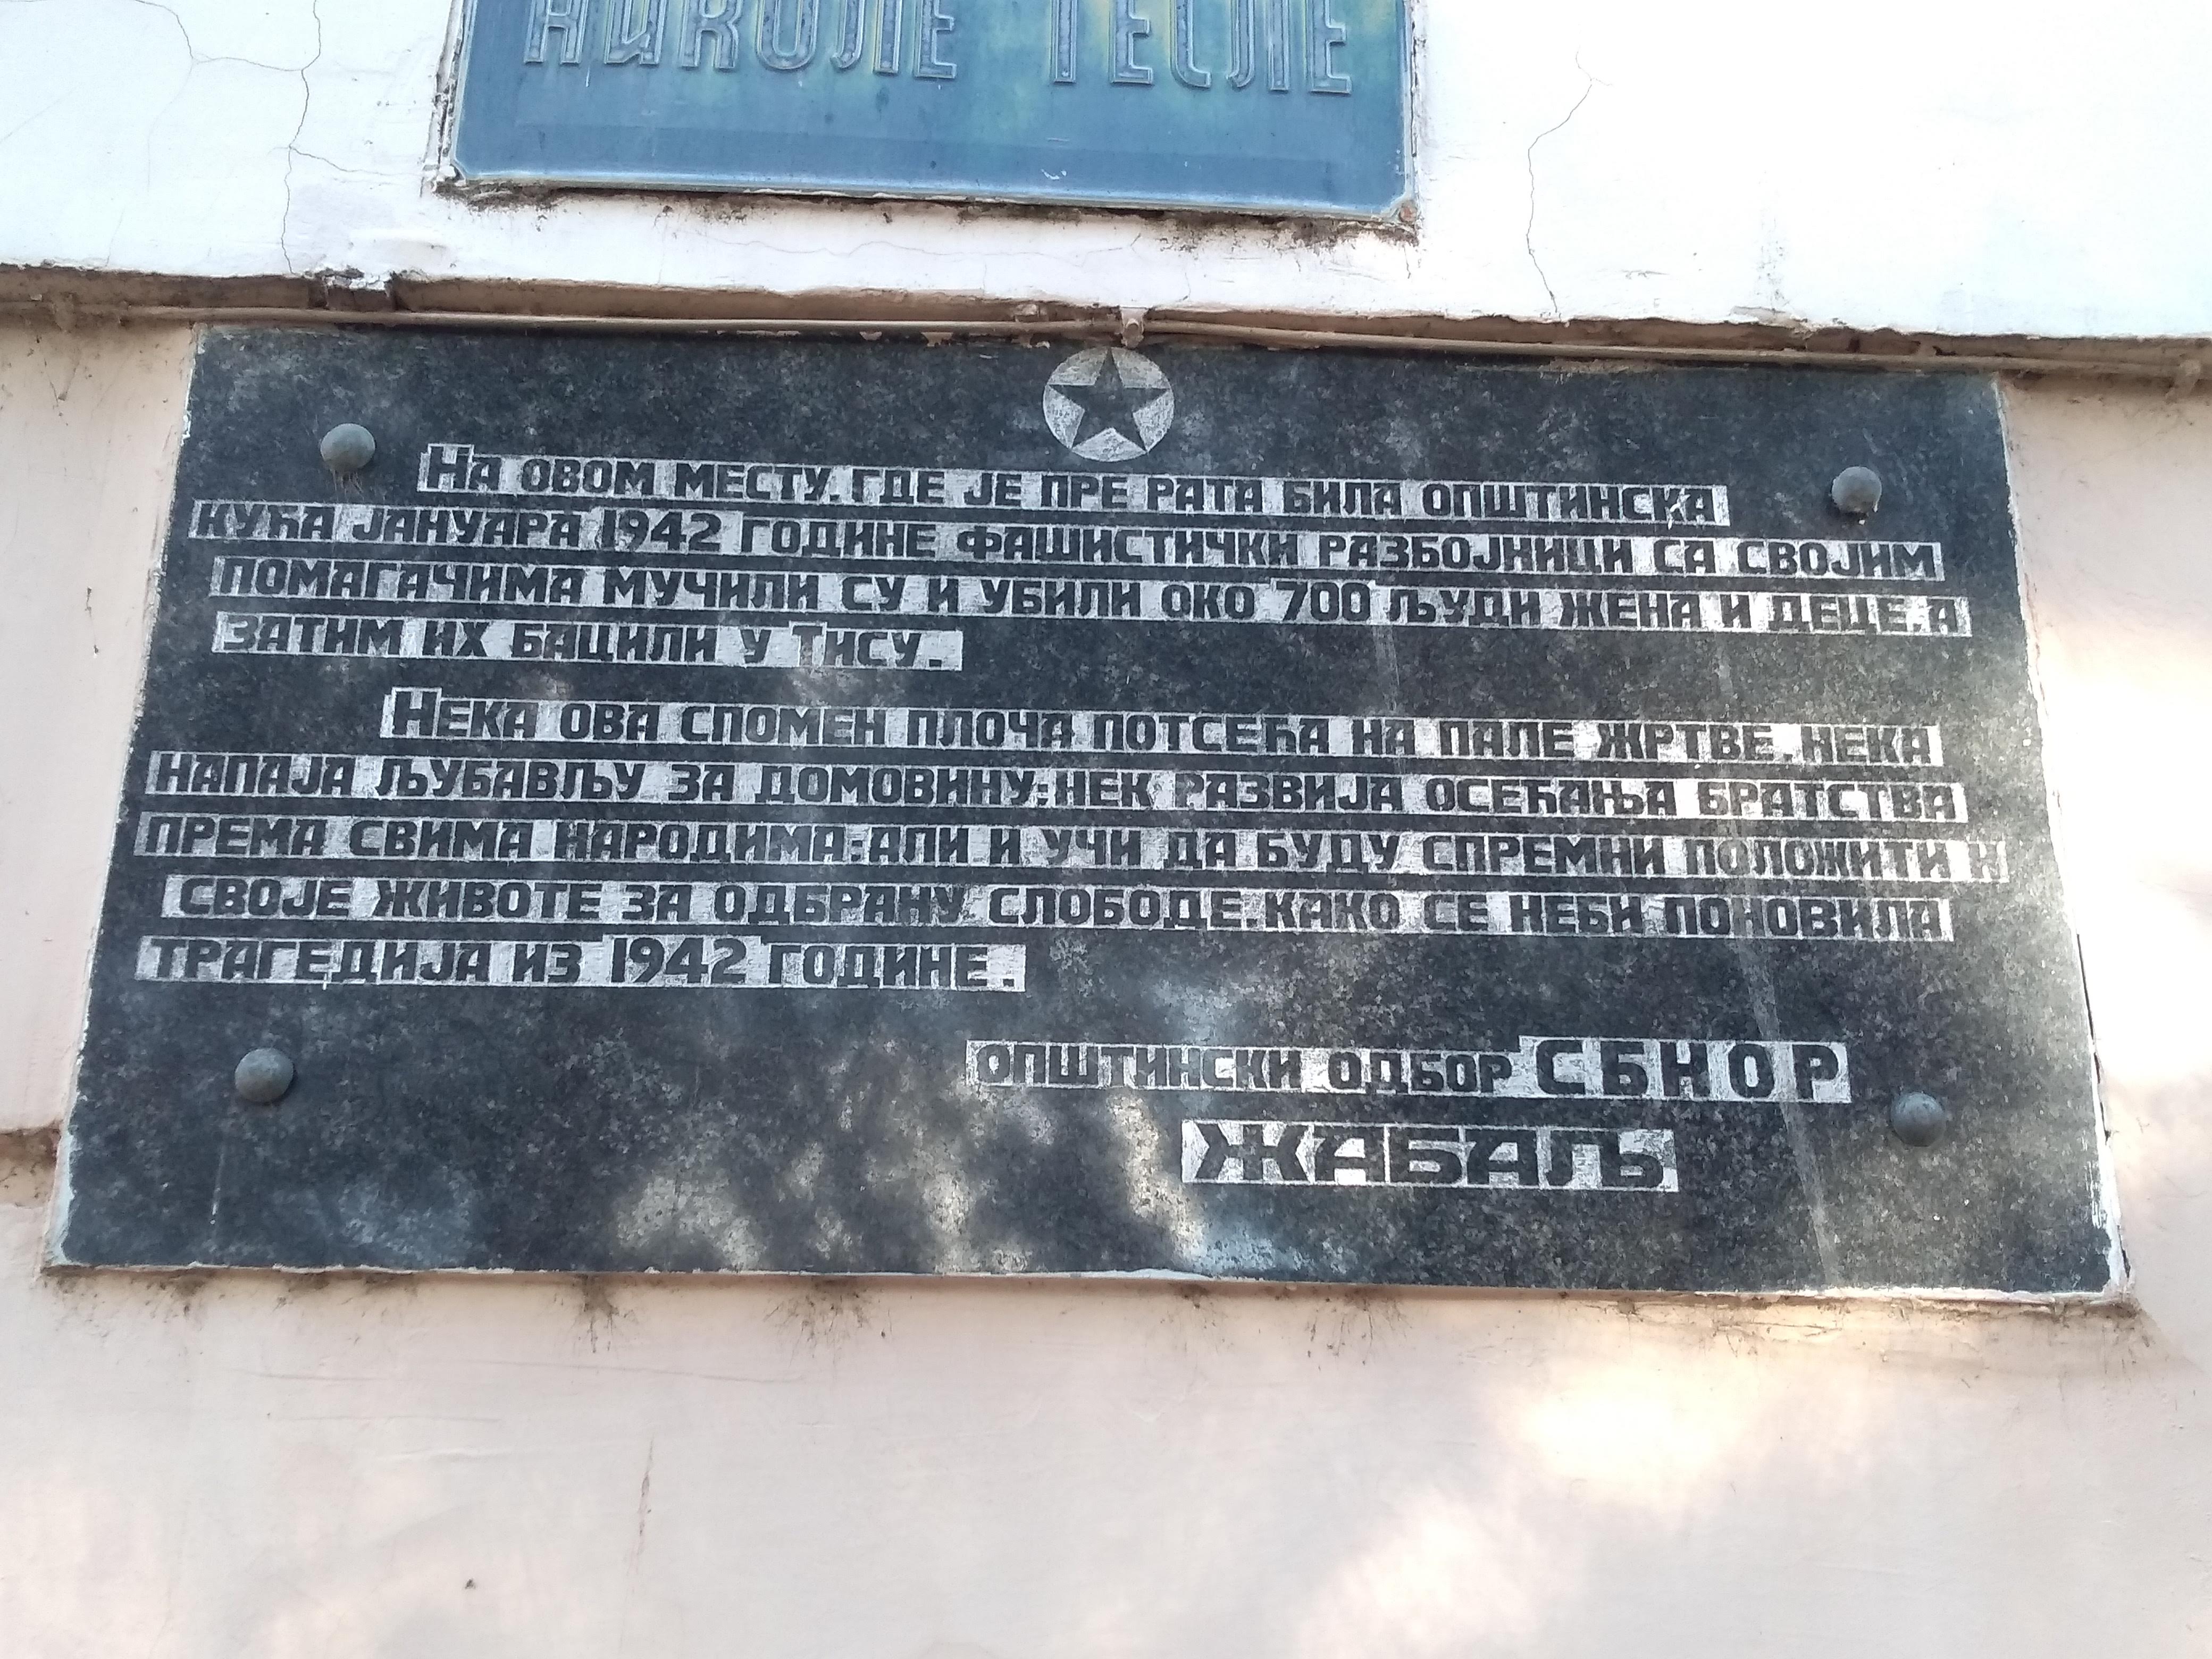 НИКОЛЕ ТЕСЛЕ
НА ОВОМ МЕСТУ, ГДЕ ЈЕ ПРЕ РАТА БИЛА ОПШТИНСКА
КУЋА ЈАНУАРА 1942 ГОДИНЕ ФАШИСТИЧКИ РАЗБОЈНИЦИ СА СВОЈИМ
ПОМАГАЧИМА МУЧИЛИ СУ И УБИЛИ ОКО 700 ЉУДИ ЖЕНА И ДЕЦЕ, А
ЗАТИМ ИХ БАЦИЛИ У ТИСУ.
НЕКА ОВА СПОМЕН ПЛОЧА ПОТСЕЋА НА ПАЛЕ ЖРТВЕ, НЕКА
НАПАЈА ЉУБАВЉУ ЗА ДОМОВИНУ; НЕК РАЗВИЈА ОСЕЋАЊА БРАТСТВА
ПРЕМА СВИМА НАРОДИМА; АЛИ И УЧИ ДА БУДУ СПРЕМНИ ПОЛОЖИТИ И
СВОЈЕ ЖИВОТЕ ЗА ОДБРАНУ СЛОБОДЕ, КАКО СЕ НЕБИ ПОНОВИЛА
ТРАГЕДИЈА ИЗ 1942 ГОДИНЕ.
ОПШТИНСКИ ОДБОР СБНОР
ЖАБАЉ